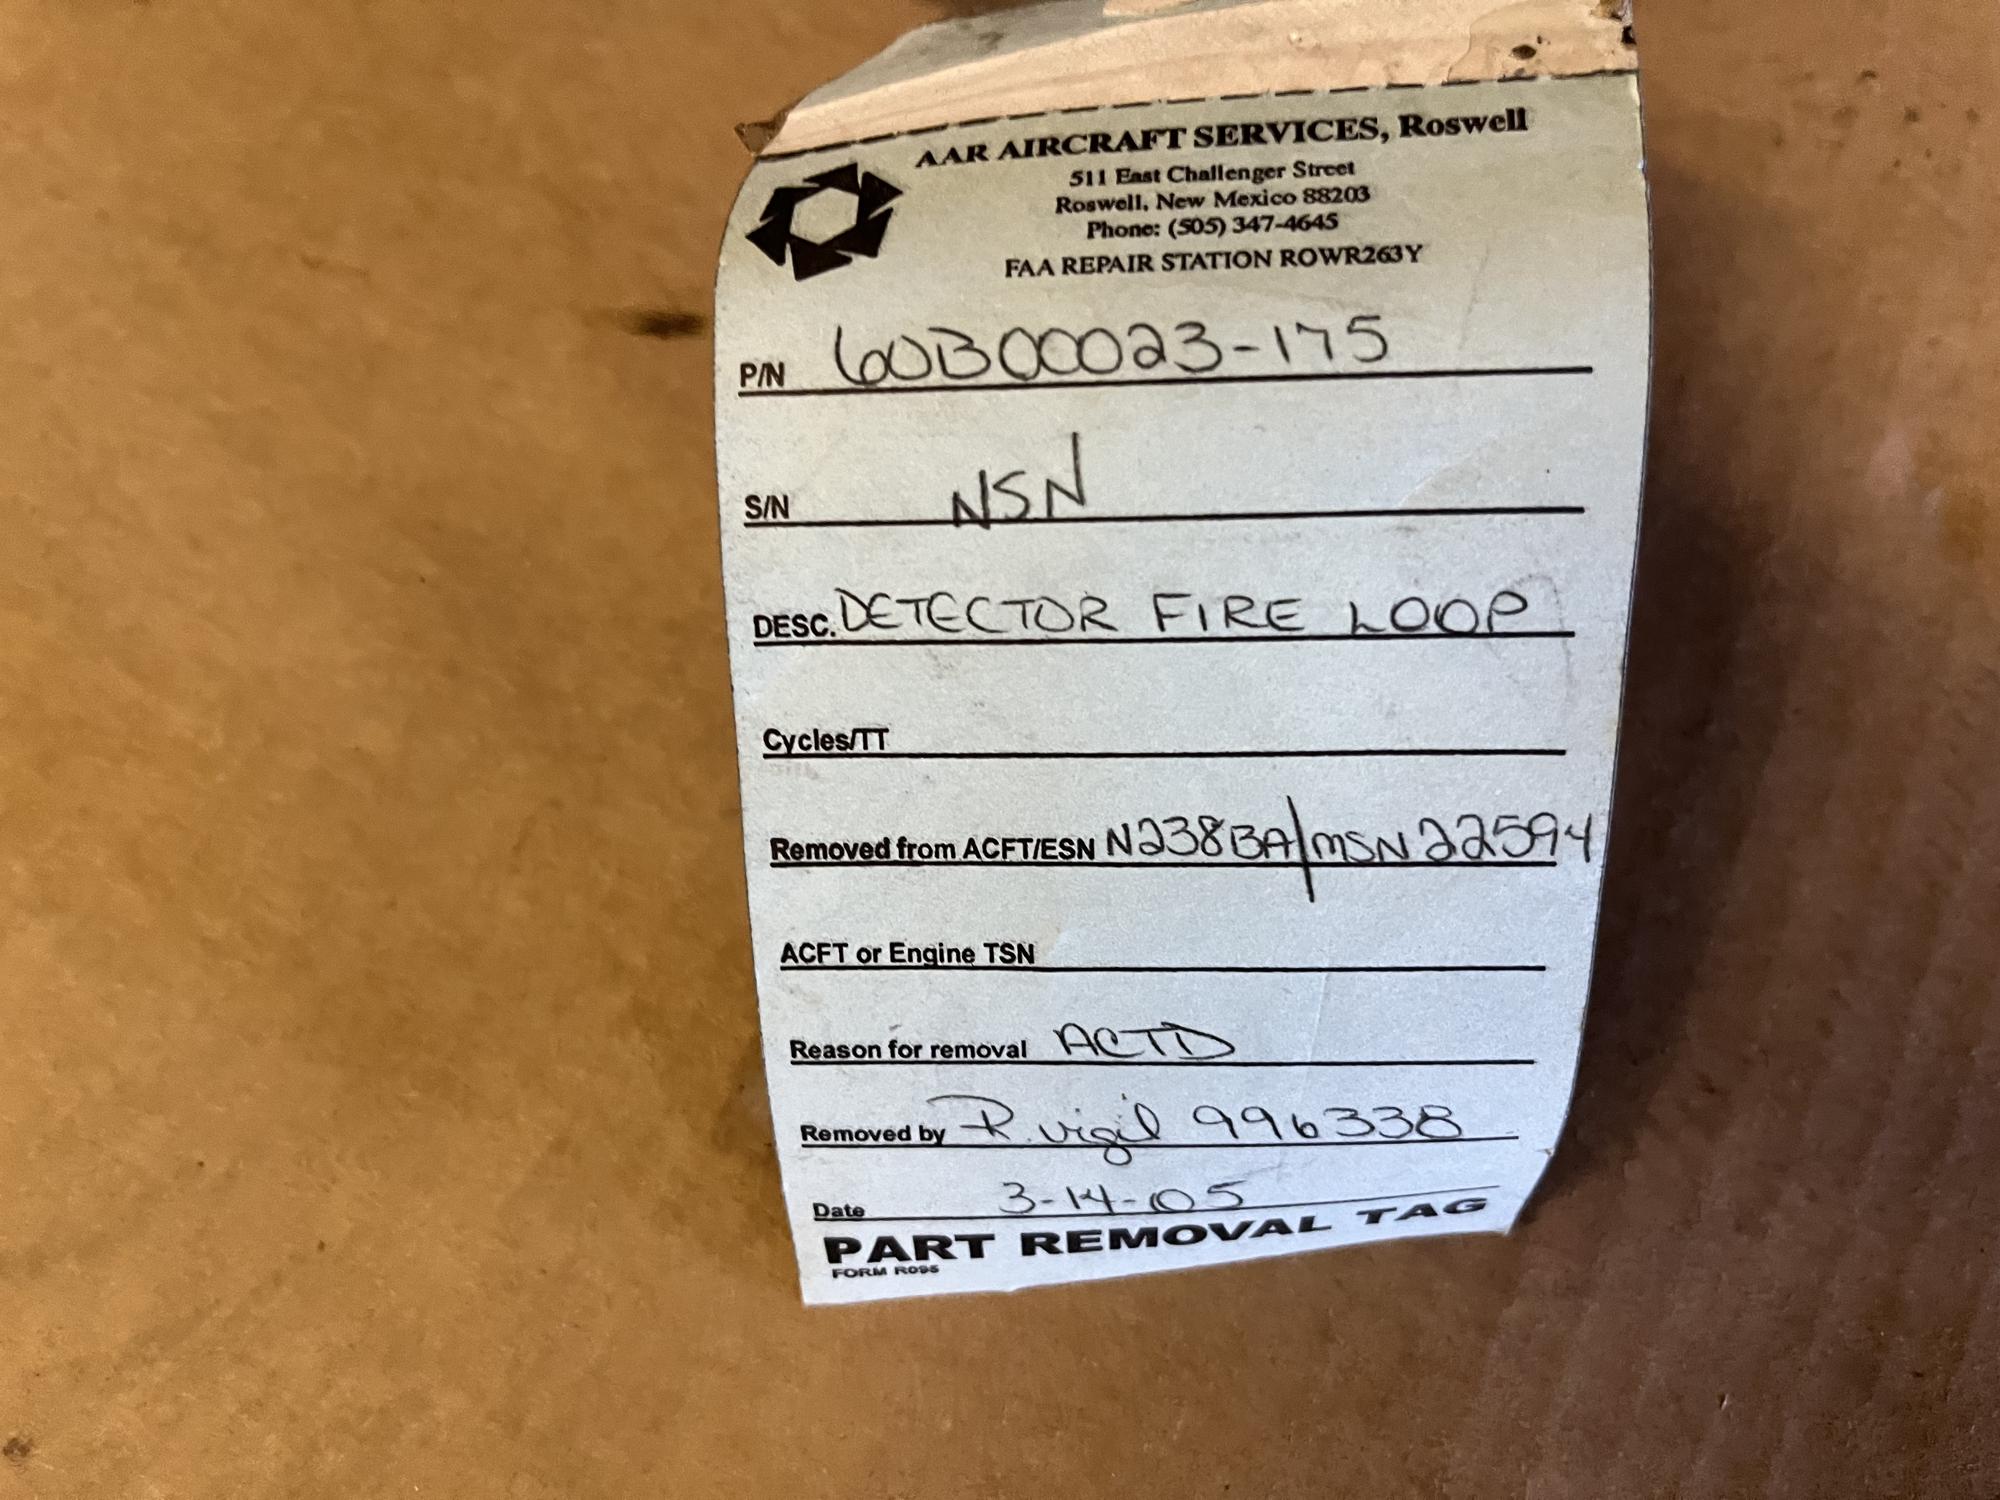 AAR AIRCRAFT SERVICES, Roswell
511 East Challenger Street
Roswell, New Mexico 88203
Phone: (505) 347-4645
FAA REPAIR STATION ROWR263Y
P/N 60B00023-175
S/N NSN
DESC. DETECTOR FIRE LOOP
Cycles/TT
Removed from ACFT/ESN N238BA/MSN22594
ACFT or Engine TSN
Reason for removal ACTD
Removed by R. Vigil 996338
Date 3-14-05
PART REMOVAL TAG
FORM R095